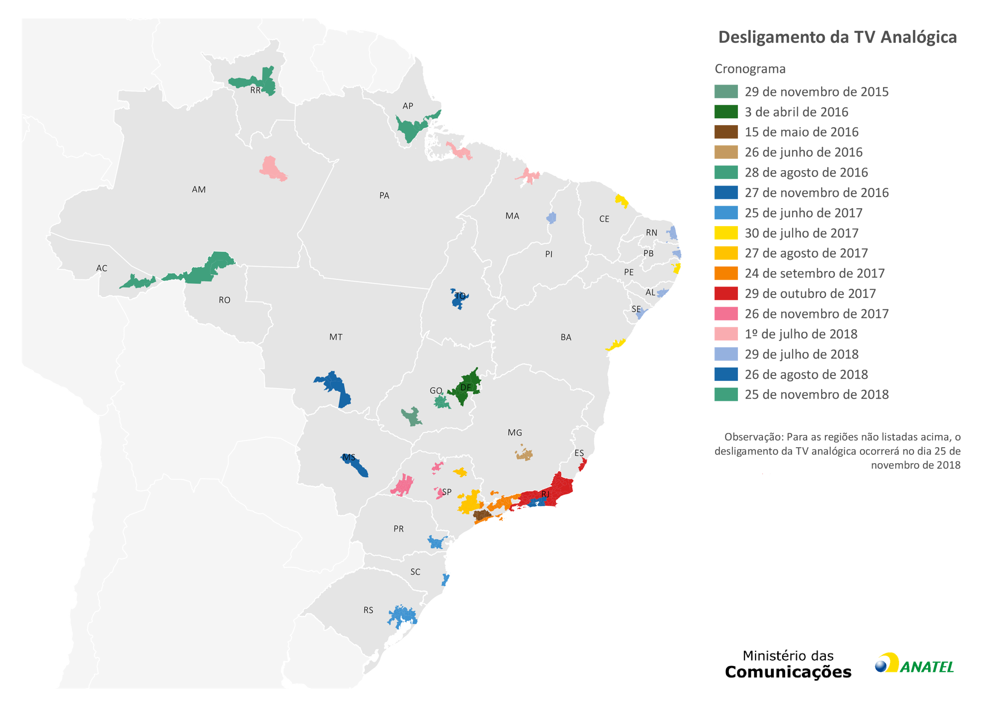 Desligamento da TV Analógica
Cronograma
29 de novembro de 2015
3 de abril de 2016
15 de maio de 2016
26 de junho de 2016
28 de agosto de 2016
27 de novembro de 2016
25 de junho de 2017
30 de julho de 2017
27 de agosto de 2017
24 de setembro de 2017
29 de outubro de 2017
26 de novembro de 2017
1º de julho de 2018
29 de julho de 2018
26 de agosto de 2018
25 de novembro de 2018
Observação: Para as regiões não listadas acima, o
desligamento da TV analógica ocorrerá no dia 25 de
novembro de 2018
RR
AP
AM
PA
MA
CE
RN
PB
PI
PE
AC
AL
TO
RO
SE
MT
BA
DF
GO
MG
ES
MS
SP
RJ
PR
SC
RS
Ministério das
Comunicações
ANATEL